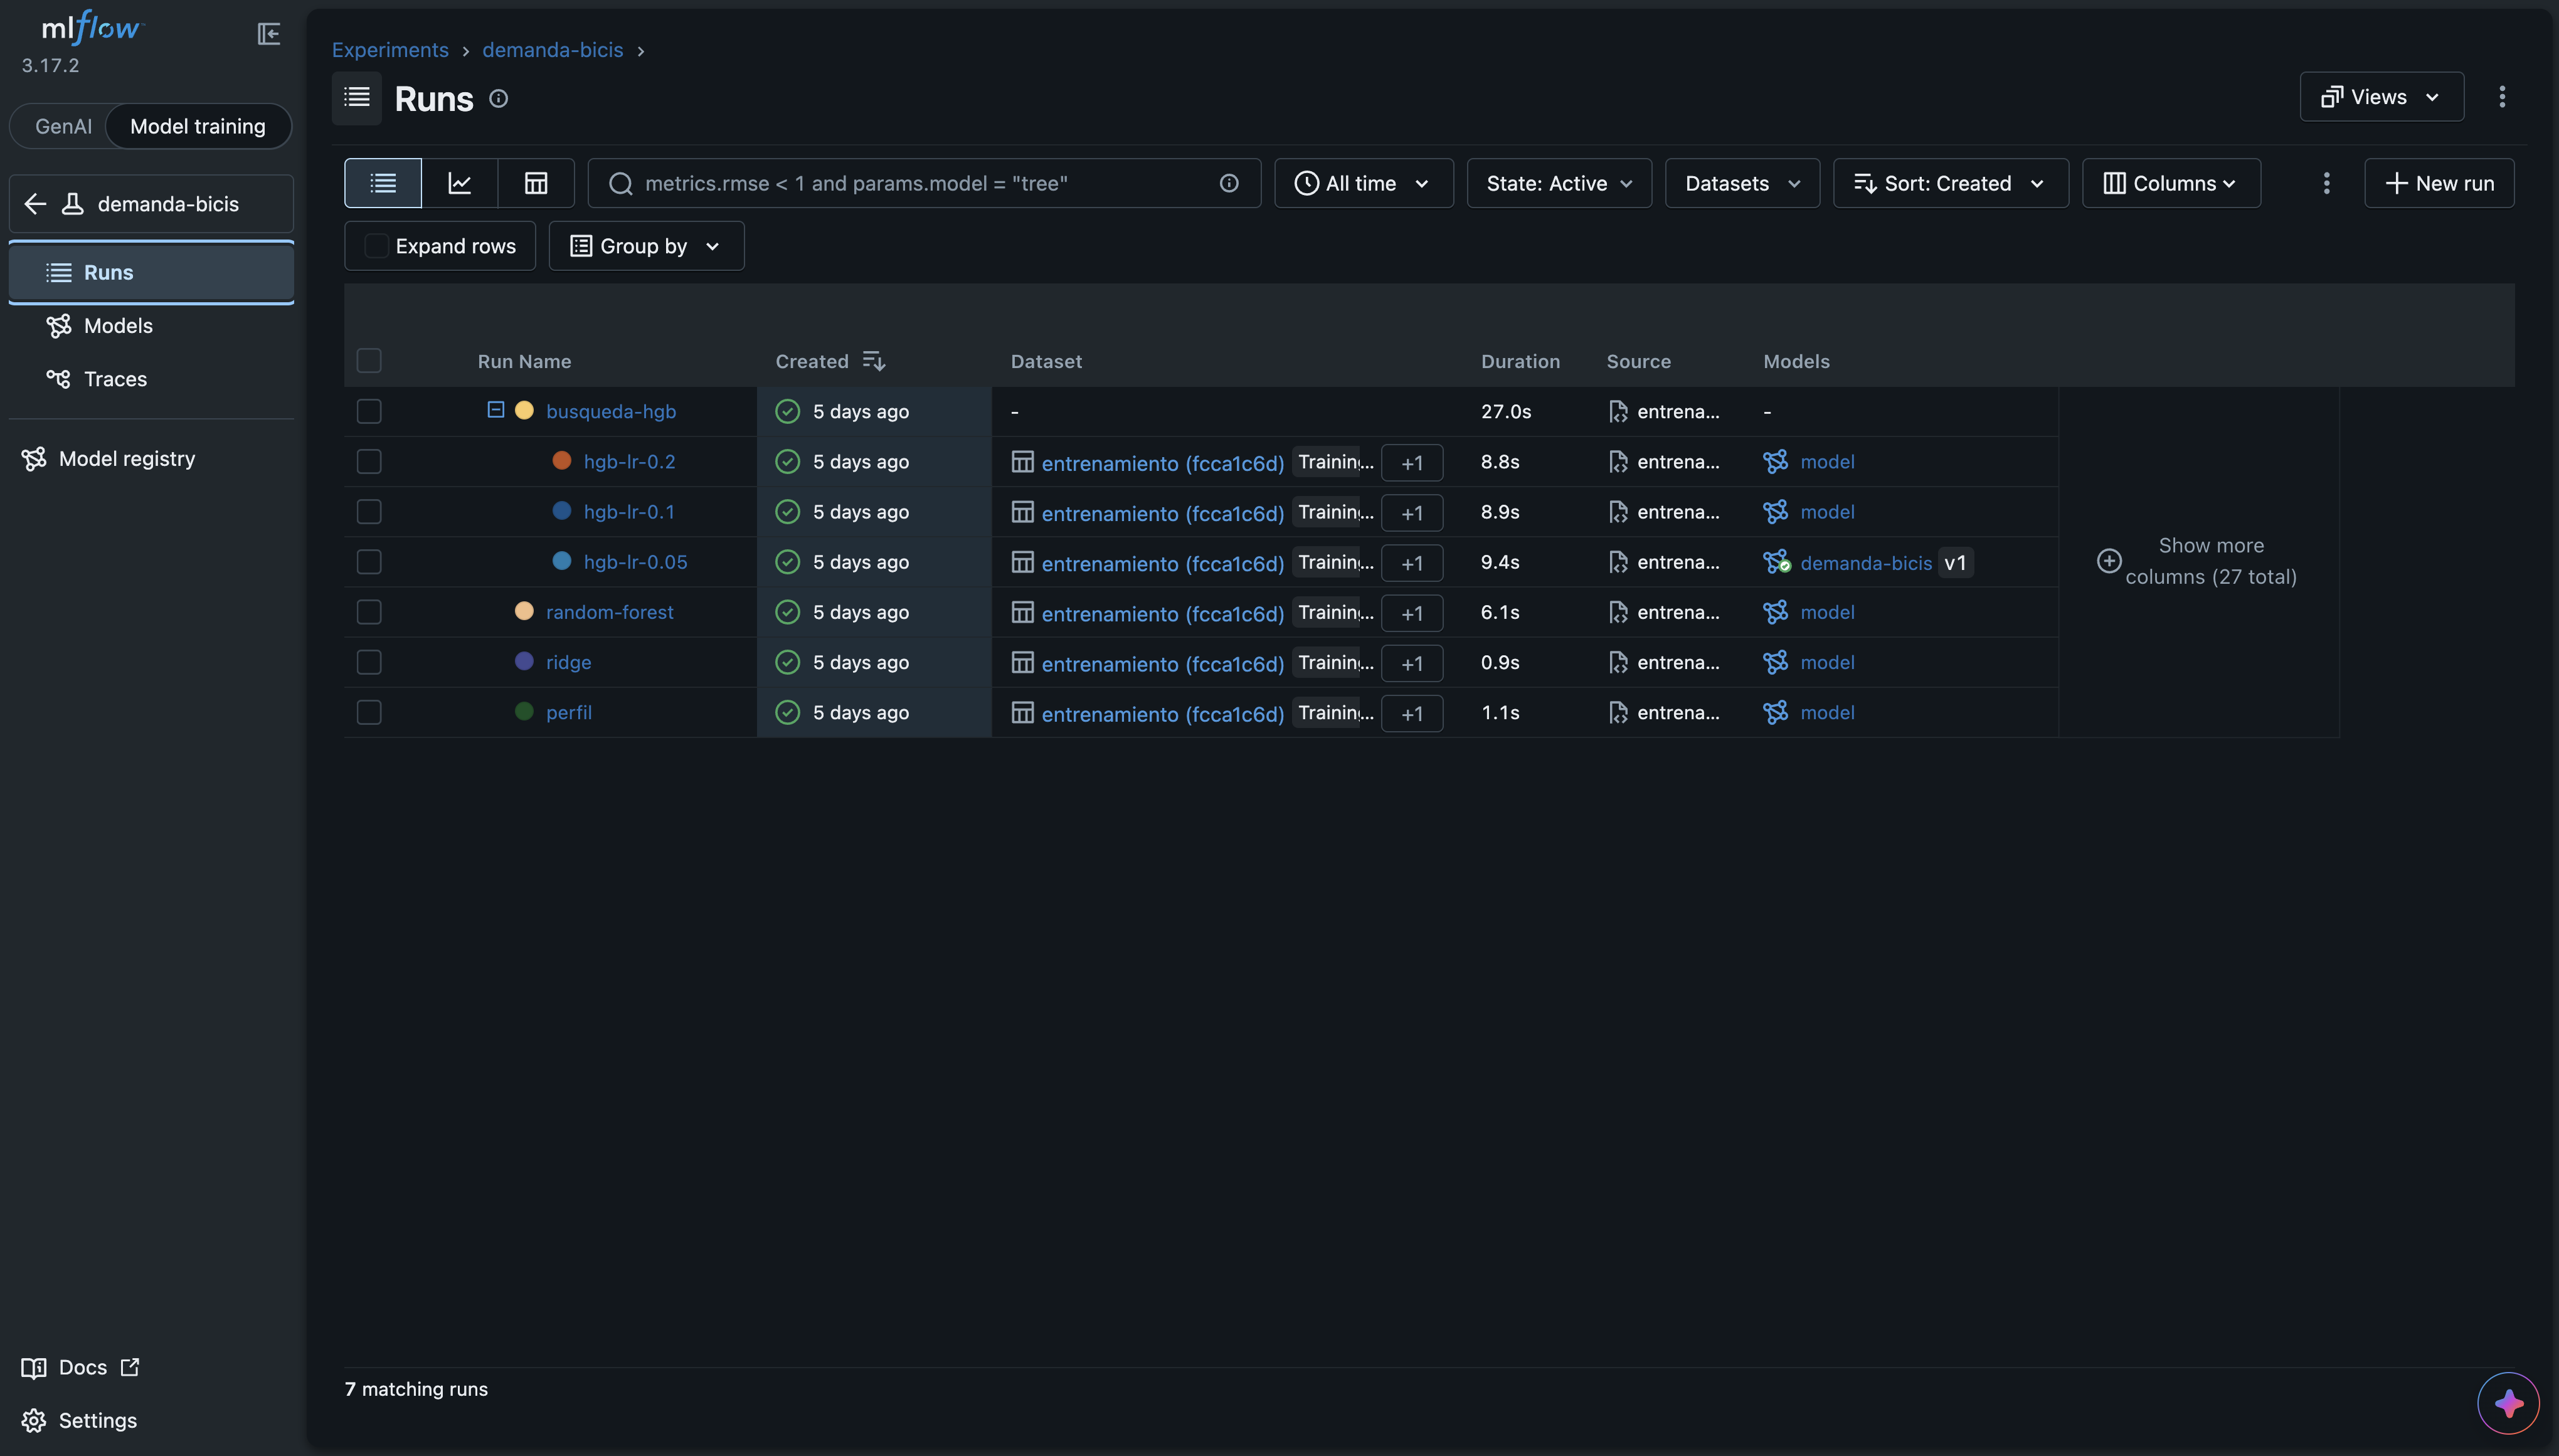 mlflow
3.17.2
GenAI
Model training
demanda-bicis
Runs
Models
Traces
Model registry
Docs
Settings
Experiments › demanda-bicis ›
Runs
Views
metrics.rmse < 1 and params.model = "tree"
All time
State: Active
Datasets
Sort: Created
Columns
New run
Expand rows
Group by
Run Name Created Dataset Duration Source Models
busqueda-hgb 5 days ago - 27.0s entrena... -
hgb-lr-0.2 5 days ago entrenamiento (fcca1c6d) Training... +1 8.8s entrena... model
hgb-lr-0.1 5 days ago entrenamiento (fcca1c6d) Training... +1 8.9s entrena... model
hgb-lr-0.05 5 days ago entrenamiento (fcca1c6d) Training... +1 9.4s entrena... demanda-bicis v1
random-forest 5 days ago entrenamiento (fcca1c6d) Training... +1 6.1s entrena... model
ridge 5 days ago entrenamiento (fcca1c6d) Training... +1 0.9s entrena... model
perfil 5 days ago entrenamiento (fcca1c6d) Training... +1 1.1s entrena... model
Show more
columns (27 total)
7 matching runs